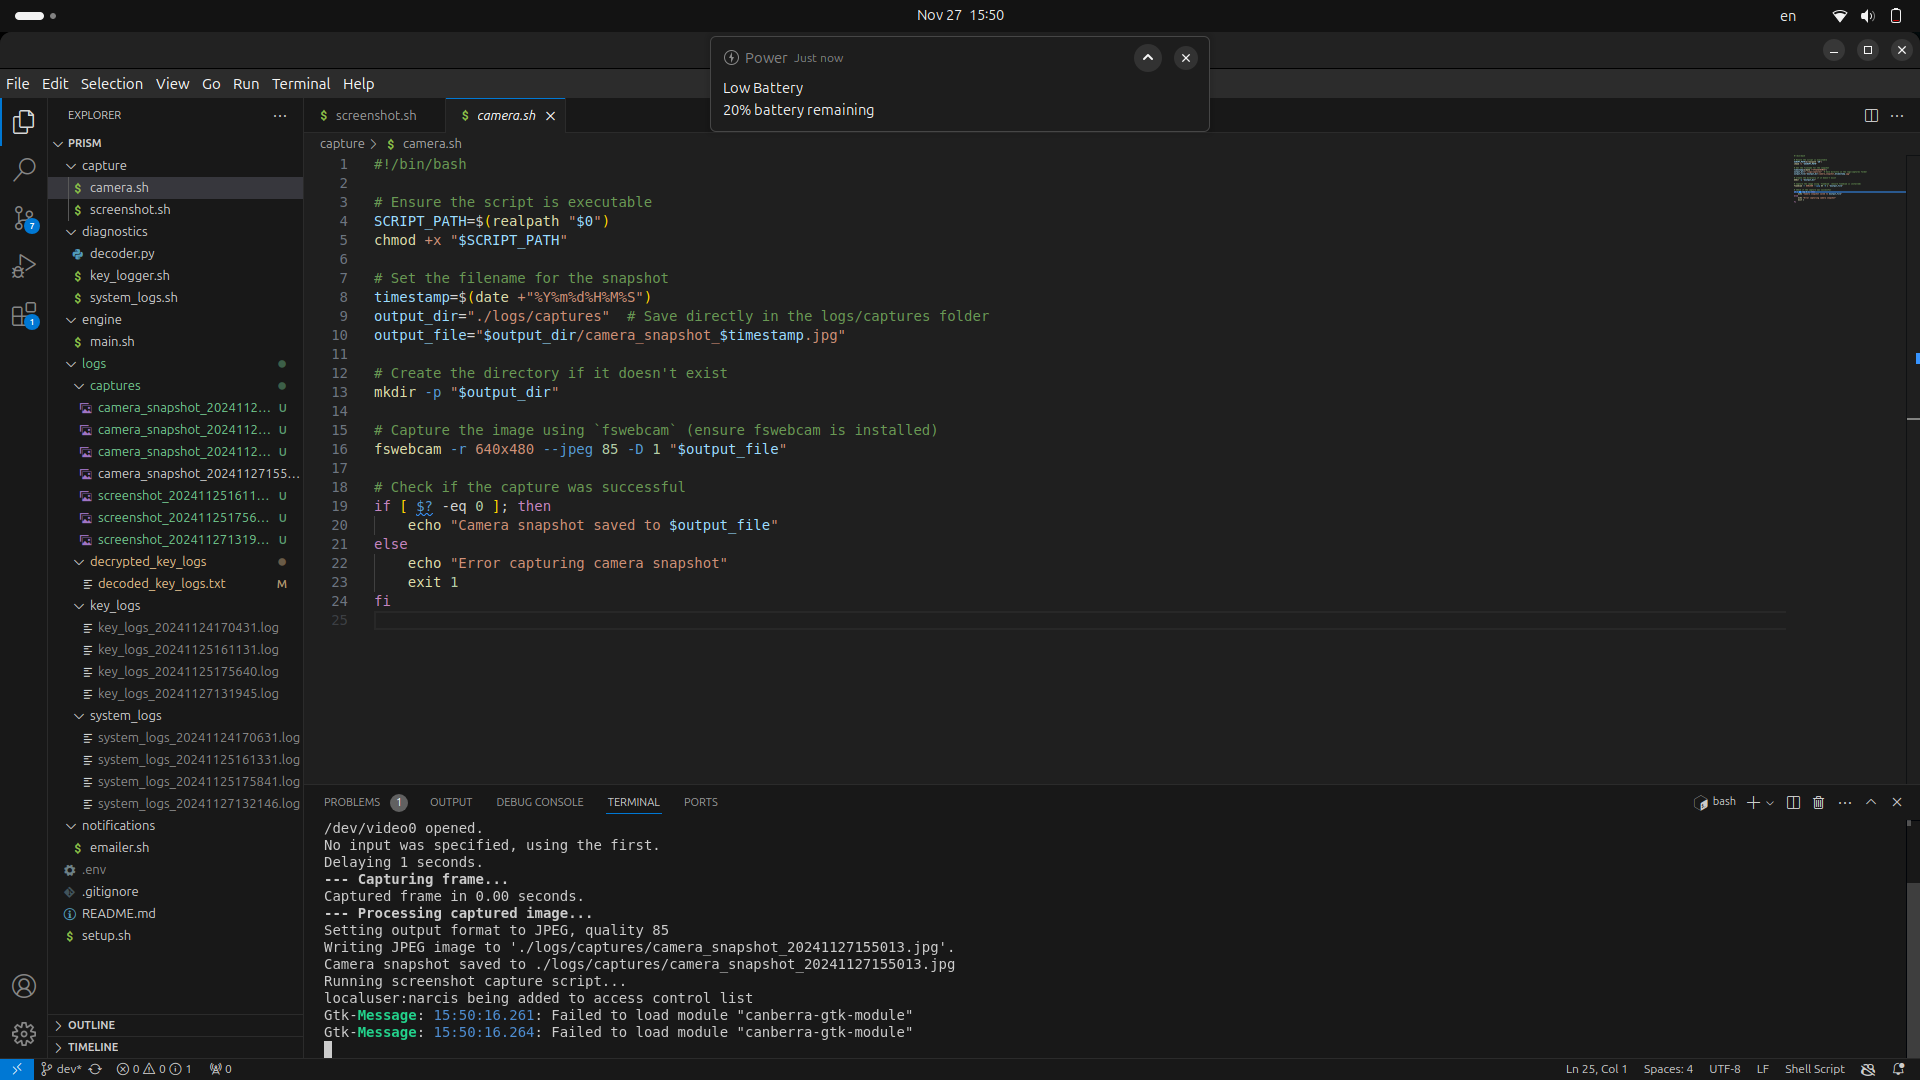 Nov 27 15:50
en
Power Just now
Low Battery
20% battery remaining
File Edit Selection View Go Run Terminal Help
EXPLORER
PRISM
capture
$ camera.sh
$ screenshot.sh
diagnostics
decoder.py
$ key_logger.sh
$ system_logs.sh
engine
$ main.sh
logs
captures
camera_snapshot_2024112... U
camera_snapshot_2024112... U
camera_snapshot_2024112... U
camera_snapshot_20241127155...
screenshot_202411251611... U
screenshot_202411251756... U
screenshot_202411271319... U
decrypted_key_logs
decoded_key_logs.txt M
key_logs
key_logs_20241124170431.log
key_logs_20241125161131.log
key_logs_20241125175640.log
key_logs_20241127131945.log
system_logs
system_logs_20241124170631.log
system_logs_20241125161331.log
system_logs_20241125175841.log
system_logs_20241127132146.log
notifications
$ emailer.sh
.env
.gitignore
README.md
$ setup.sh
OUTLINE
TIMELINE
7
1
$ screenshot.sh
$ camera.sh
capture > $ camera.sh
1 #!/bin/bash
2
3 # Ensure the script is executable
4 SCRIPT_PATH=$(realpath "$0")
5 chmod +x "$SCRIPT_PATH"
6
7 # Set the filename for the snapshot
8 timestamp=$(date +"%Y%m%d%H%M%S")
9 output_dir="./logs/captures"  # Save directly in the logs/captures folder
10 output_file="$output_dir/camera_snapshot_$timestamp.jpg"
11
12 # Create the directory if it doesn't exist
13 mkdir -p "$output_dir"
14
15 # Capture the image using `fswebcam` (ensure fswebcam is installed)
16 fswebcam -r 640x480 --jpeg 85 -D 1 "$output_file"
17
18 # Check if the capture was successful
19 if [ $? -eq 0 ]; then
20     echo "Camera snapshot saved to $output_file"
21 else
22     echo "Error capturing camera snapshot"
23     exit 1
24 fi
25
PROBLEMS 1 OUTPUT DEBUG CONSOLE TERMINAL PORTS
bash
/dev/video0 opened.
No input was specified, using the first.
Delaying 1 seconds.
--- Capturing frame...
Captured frame in 0.00 seconds.
--- Processing captured image...
Setting output format to JPEG, quality 85
Writing JPEG image to './logs/captures/camera_snapshot_20241127155013.jpg'.
Camera snapshot saved to ./logs/captures/camera_snapshot_20241127155013.jpg
Running screenshot capture script...
localuser:narcis being added to access control list
Gtk-Message: 15:50:16.261: Failed to load module "canberra-gtk-module"
Gtk-Message: 15:50:16.264: Failed to load module "canberra-gtk-module"
dev* 0 0 1 0
Ln 25, Col 1 Spaces: 4 UTF-8 LF Shell Script